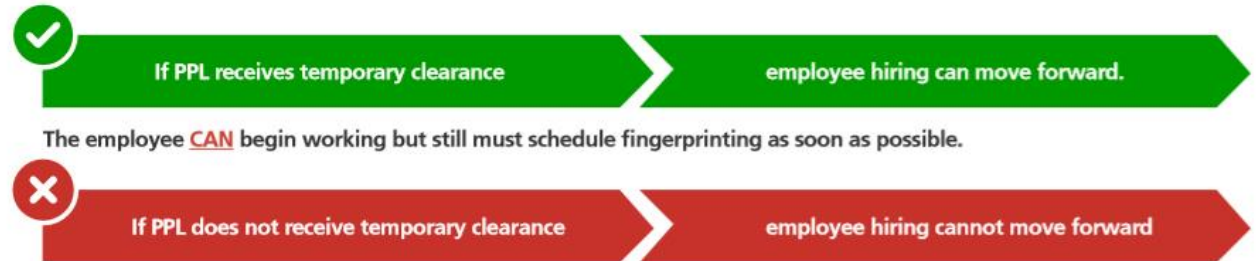 If PPL receives temporary clearance
employee hiring can move forward.
The employee CAN begin working but still must schedule fingerprinting as soon as possible.
If PPL does not receive temporary clearance
employee hiring cannot move forward